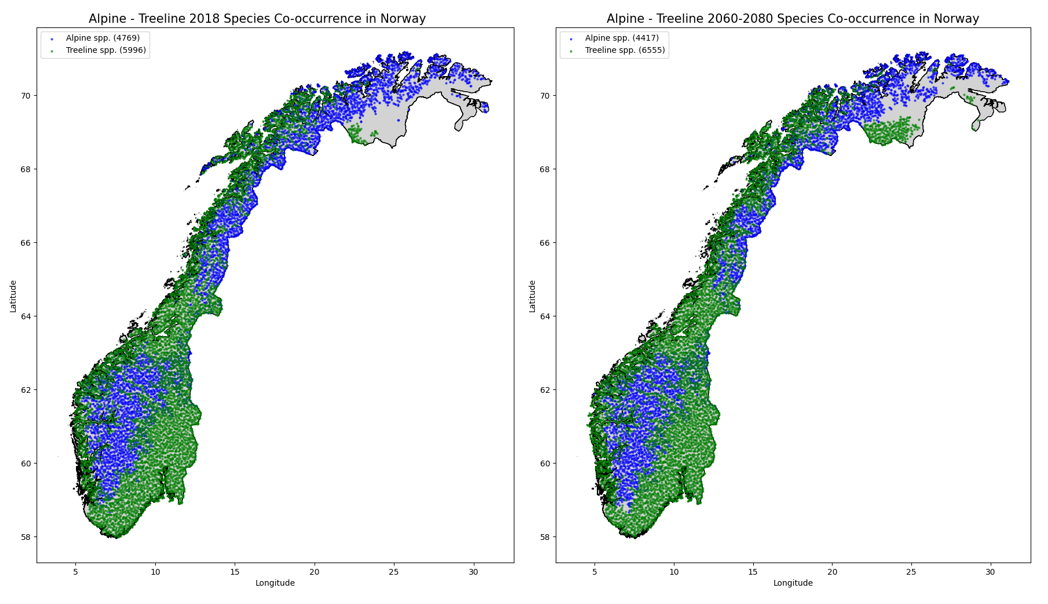 Alpine - Treeline 2018 Species Co-occurrence in Norway
Alpine spp. (4769)
Treeline spp. (5996)
70
68
66
64
62
60
58
Latitude
5
10
15
20
25
30
Longitude
Alpine - Treeline 2060-2080 Species Co-occurrence in Norway
Alpine spp. (4417)
Treeline spp. (6555)
70
68
66
64
62
60
58
Latitude
5
10
15
20
25
30
Longitude